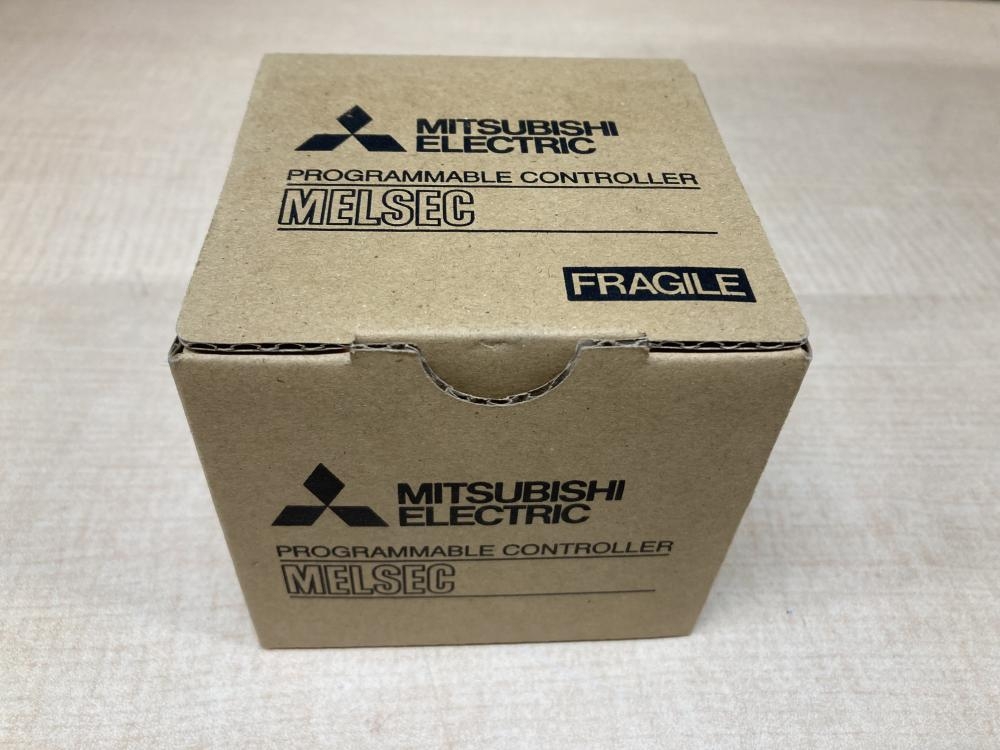 MITSUBISHI
ELECTRIC
PROGRAMMABLE CONTROLLER
MELSEC
FRAGILE
MITSUBISHI
ELECTRIC
PROGRAMMABLE CONTROLLER
MELSEC